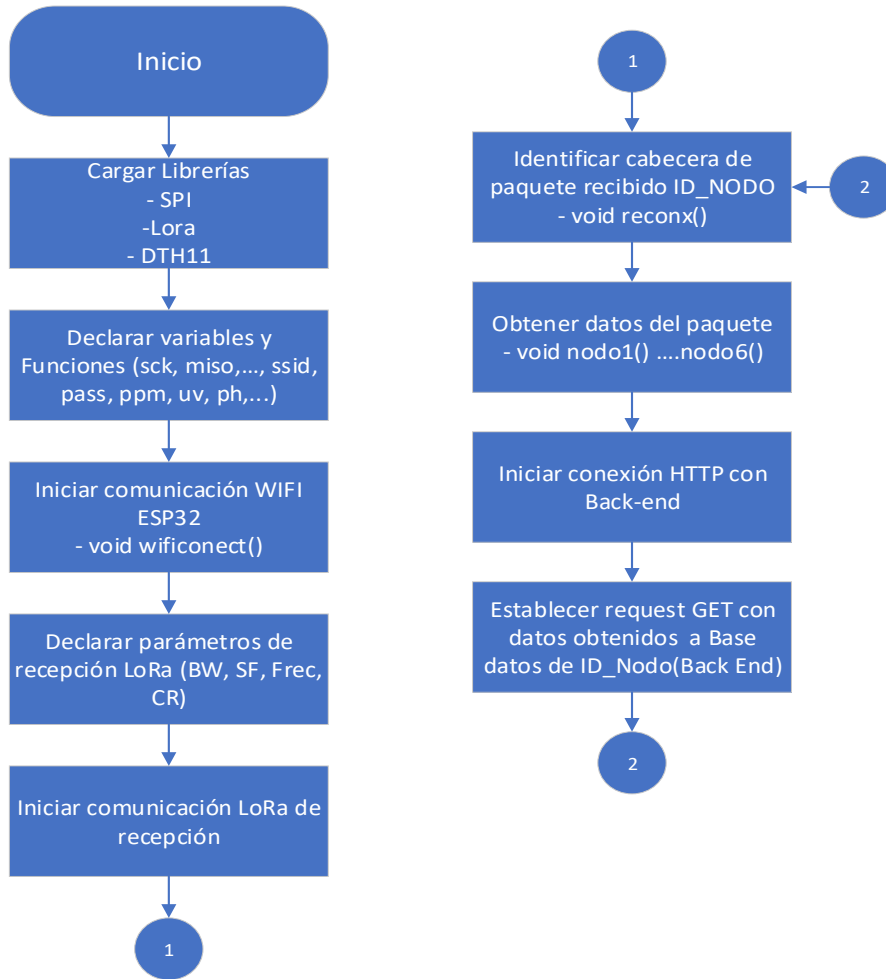 Inicio
Cargar Librerías
- SPI
-Lora
- DTH11
Declarar variables y
Funciones (sck, miso,..., ssid,
pass, ppm, uv, ph,...)
Iniciar comunicación WIFI
ESP32
- void wificonect()
Declarar parámetros de
recepción LoRa (BW, SF, Frec,
CR)
Iniciar comunicación LoRa de
recepción
1
1
Identificar cabecera de
paquete recibido ID_NODO
- void reconx()
2
Obtener datos del paquete
- void nodo1() ....nodo6()
Iniciar conexión HTTP con
Back-end
Establecer request GET con
datos obtenidos a Base
datos de ID_Nodo(Back End)
2